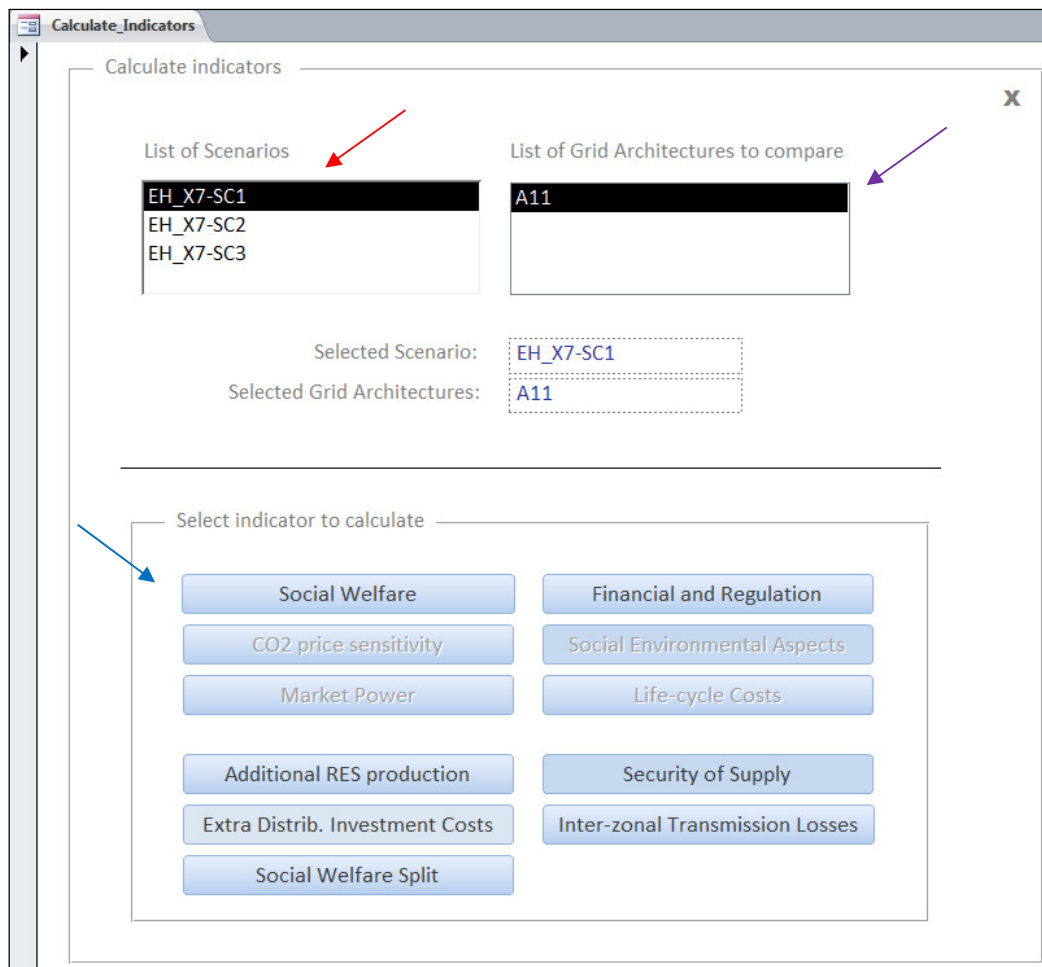 Calculate_Indicators
Calculate indicators
X
List of Scenarios
List of Grid Architectures to compare
EH_X7-SC1
EH_X7-SC2
EH_X7-SC3
A11
Selected Scenario:
EH_X7-SC1
Selected Grid Architectures:
A11
Select indicator to calculate
Social Welfare
Financial and Regulation
CO2 price sensitivity
Social Environmental Aspects
Market Power
Life-cycle Costs
Additional RES production
Security of Supply
Extra Distrib. Investment Costs
Inter-zonal Transmission Losses
Social Welfare Split